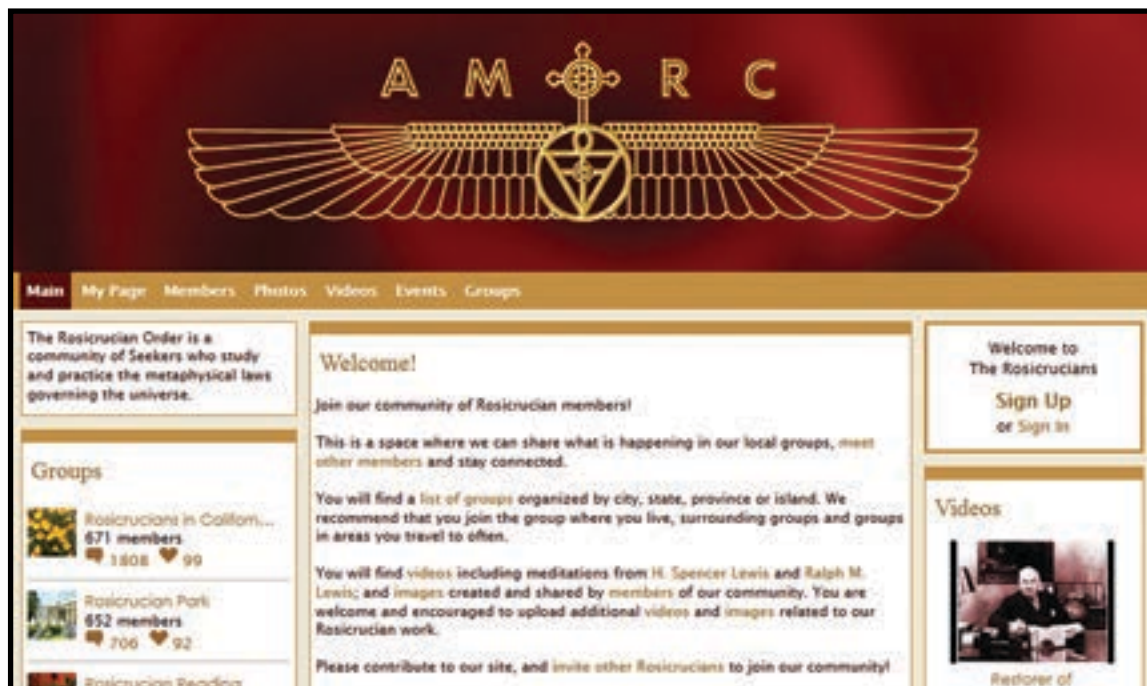 A M R C
Main My Page Members Photos Videos Events Groups
The Rosicrucian Order is a
community of Seekers who study
and practice the metaphysical laws
governing the universe.
Groups
Rosicrucians in Californ...
671 members
1808 99
Rosicrucian Park
652 members
706 92
Rosicrucian Reading
Welcome!
Join our community of Rosicrucian members!
This is a space where we can share what is happening in our local groups, meet
other members and stay connected.
You will find a list of groups organized by city, state, province or island. We
recommend that you join the group where you live, surrounding groups and groups
in areas you travel to often.
You will find videos including meditations from H. Spencer Lewis and Ralph M.
Lewis; and images created and shared by members of our community. You are
welcome and encouraged to upload additional videos and images related to our
Rosicrucian work.
Please contribute to our site, and invite other Rosicrucians to join our community!
Welcome to
The Rosicrucians
Sign Up
or Sign In
Videos
Restorer of